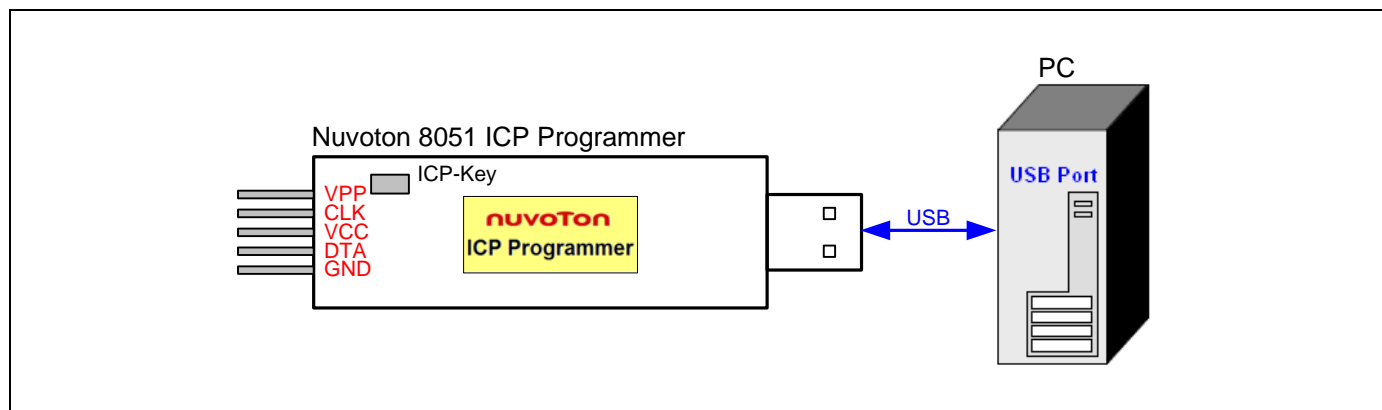 PC
Nuvoton 8051 ICP Programmer
ICP-Key
VPP
CLK
VCC
DTA
GND
nuvoTon
ICP Programmer
USB
USB Port